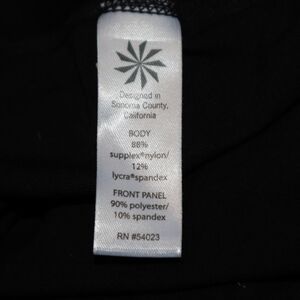 Designed in
Sonoma County,
California
BODY
88%
supplex®nylon/
12%
lycra®spandex
FRONT PANEL
90% polyester/
10% spandex
RN #54023